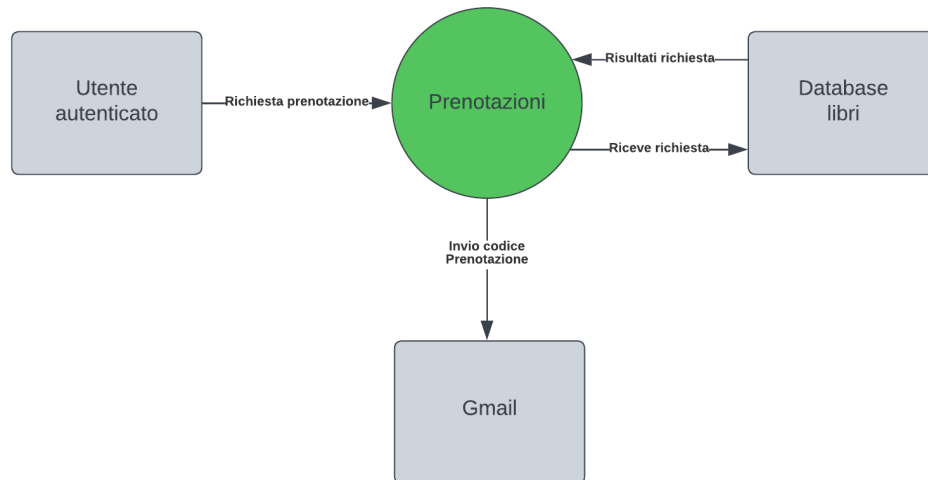 Utente
autenticato
Richiesta prenotazione
Prenotazioni
Risultati richiesta
Riceve richiesta
Database
libri
Invio codice
Prenotazione
Gmail